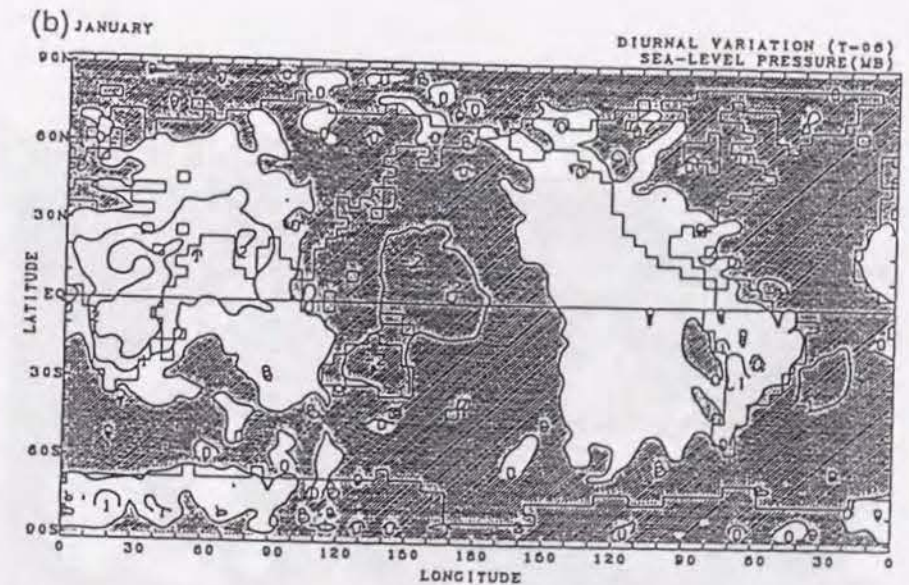 (b) JANUARY
DIURNAL VARIATION (T-06)
SEA-LEVEL PRESSURE(MB)
90N
60N
30N
EQ
30S
60S
90S
LATITUDE
0 30 60 90 120 150 180 150 120 90 60 30 0
LONGITUDE